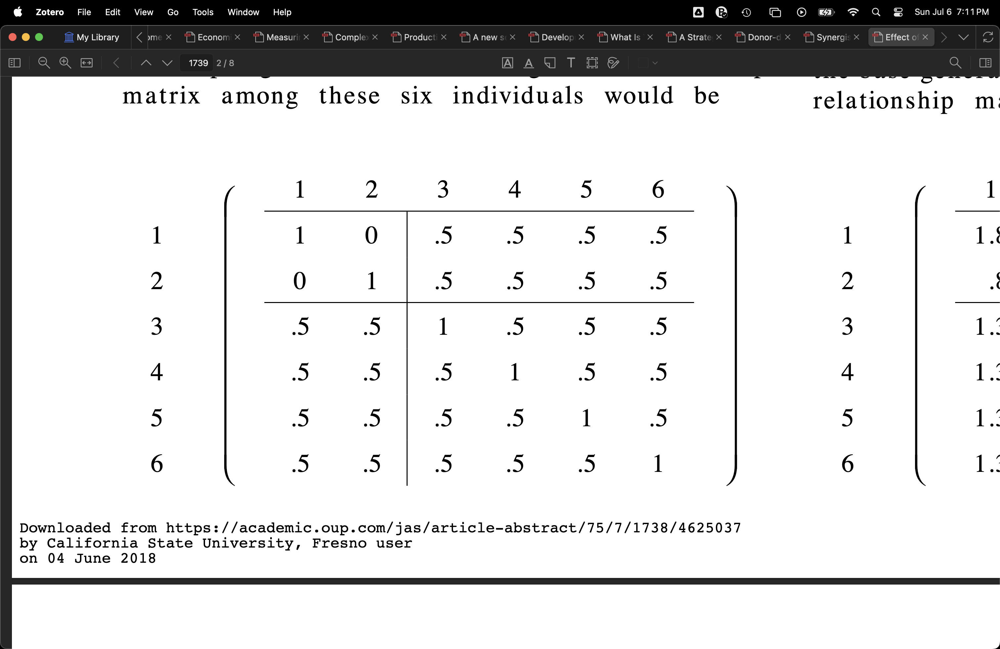 Zotero File Edit View Go Tools Window Help Sun Jul 6 7:11 PM
My Library Economi Measuri Complex Producti A new s Develop What Is A Strate Donor-d Synergis Effect of
1739 2 / 8
matrix among these six individuals would be
1 2 3 4 5 6
1 1 0 .5 .5 .5 .5
2 0 1 .5 .5 .5 .5
3 .5 .5 1 .5 .5 .5
4 .5 .5 .5 1 .5 .5
5 .5 .5 .5 .5 1 .5
6 .5 .5 .5 .5 .5 1
relationship
1
1
2
3
4
5
6
Downloaded from https://academic.oup.com/jas/article-abstract/75/7/1738/4625037
by California State University, Fresno user
on 04 June 2018